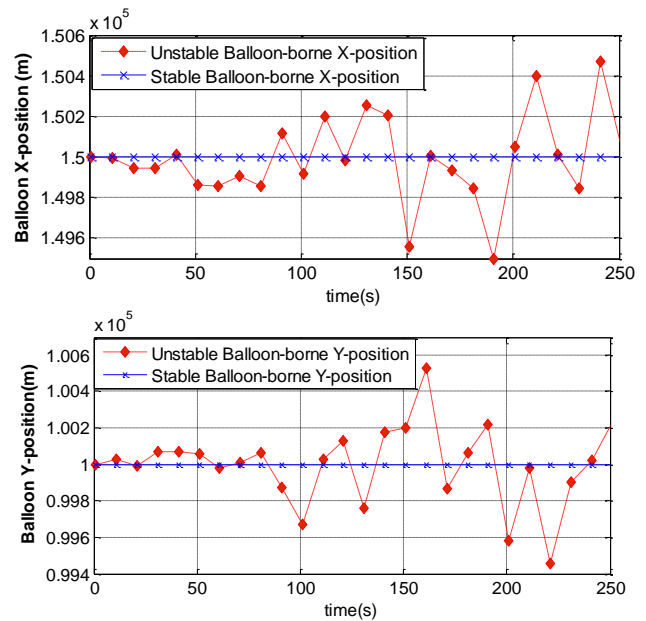 x 10^5
1.506
1.504
1.502
1.5
1.498
1.496
Balloon X-position (m)
Unstable Balloon-borne X-position
Stable Balloon-borne X-position
0 50 100 150 200 250
time(s)
x 10^5
1.006
1.004
1.002
1
0.998
0.996
0.994
Balloon Y-position(m)
Unstable Balloon-borne Y-position
Stable Balloon-borne Y-position
0 50 100 150 200 250
time(s)